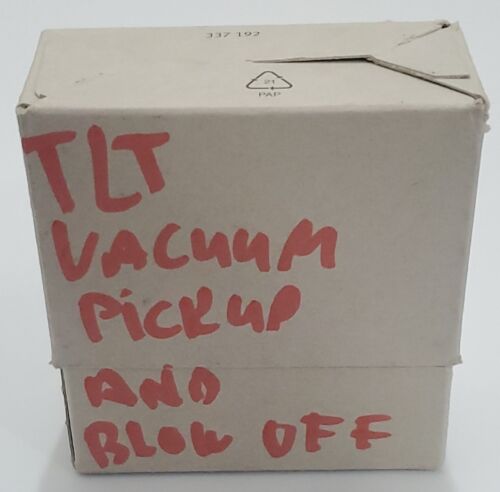 337 192
21
PAP
TLT
VACUUM
PICKUP
AND
BLOW OFF